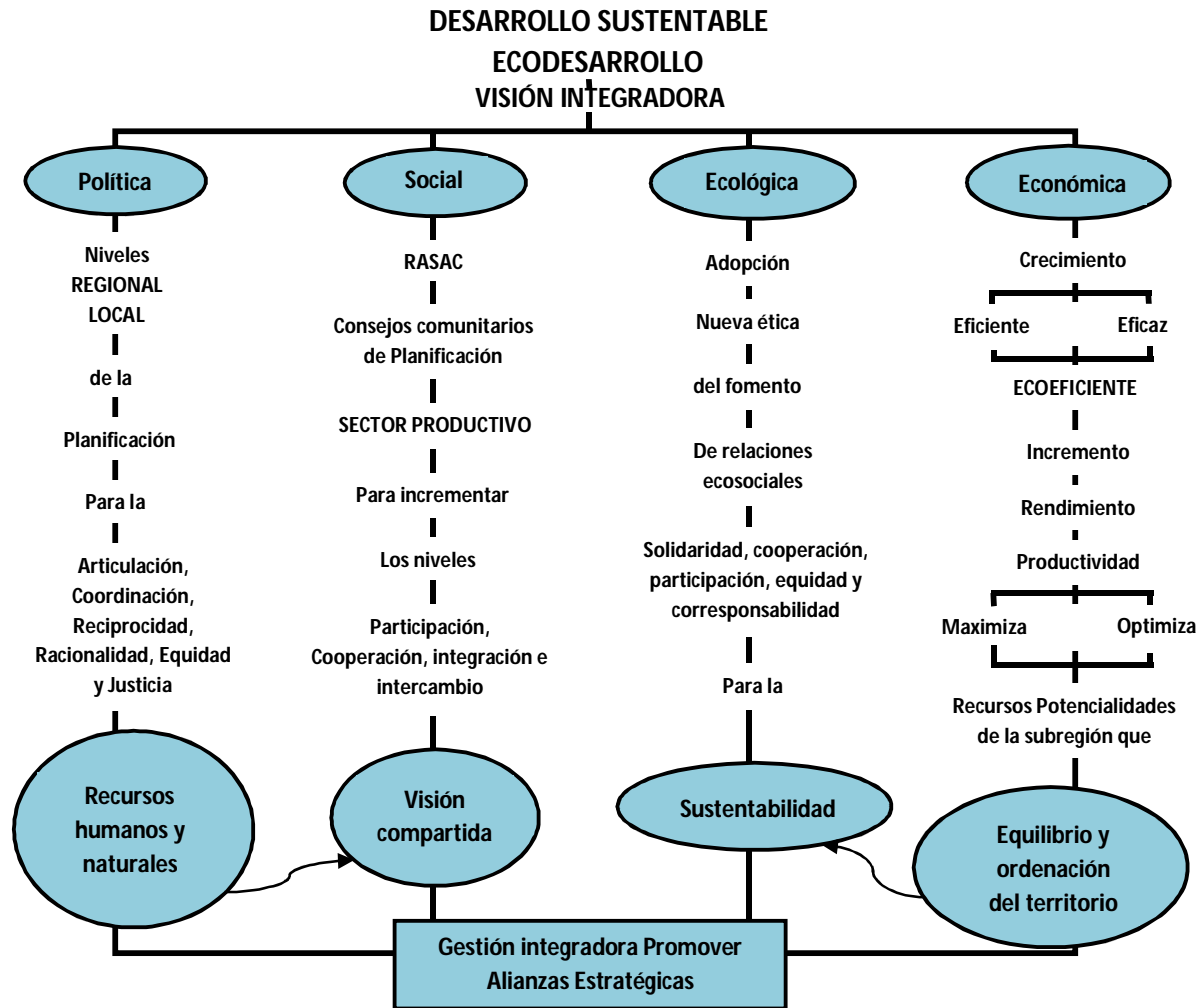 DESARROLLO SUSTENTABLE
ECODESARROLLO
VISIÓN INTEGRADORA
Política
Niveles
REGIONAL
LOCAL
de la
Planificación
Para la
Articulación,
Coordinación,
Reciprocidad,
Racionalidad, Equidad
y Justicia
Recursos
humanos y
naturales
Social
RASAC
Consejos comunitarios
de Planificación
SECTOR PRODUCTIVO
Para incrementar
Los niveles
Participación,
Cooperación, integración e
intercambio
Visión
compartida
Ecológica
Adopción
Nueva ética
del fomento
De relaciones
ecosociales
Solidaridad, cooperación,
participación, equidad y
corresponsabilidad
Para la
Sustentabilidad
Económica
Crecimiento
Eficiente
Eficaz
ECOEFICIENTE
Incremento
Rendimiento
Productividad
Maximiza
Optimiza
Recursos Potencialidades
de la subregión que
Equilibrio y
ordenación
del territorio
Gestión integradora Promover
Alianzas Estratégicas